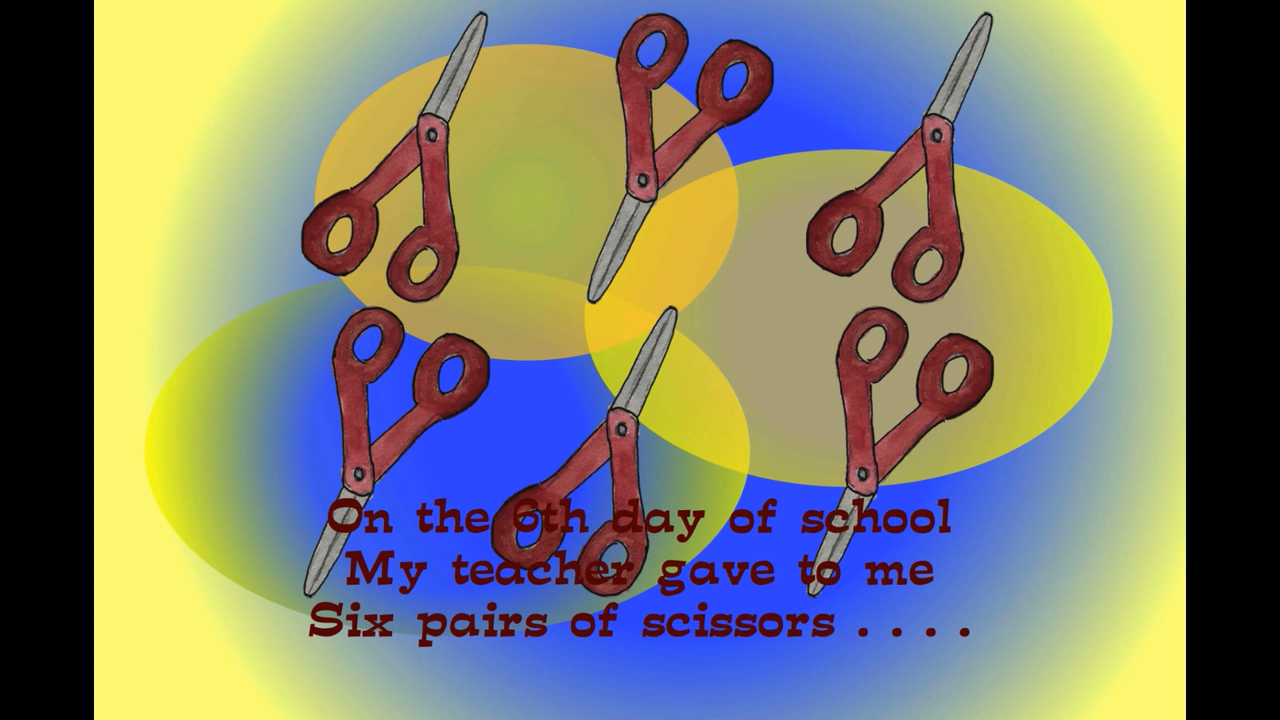 On the 6th day of school
My teacher gave to me
Six pairs of scissors . . . .